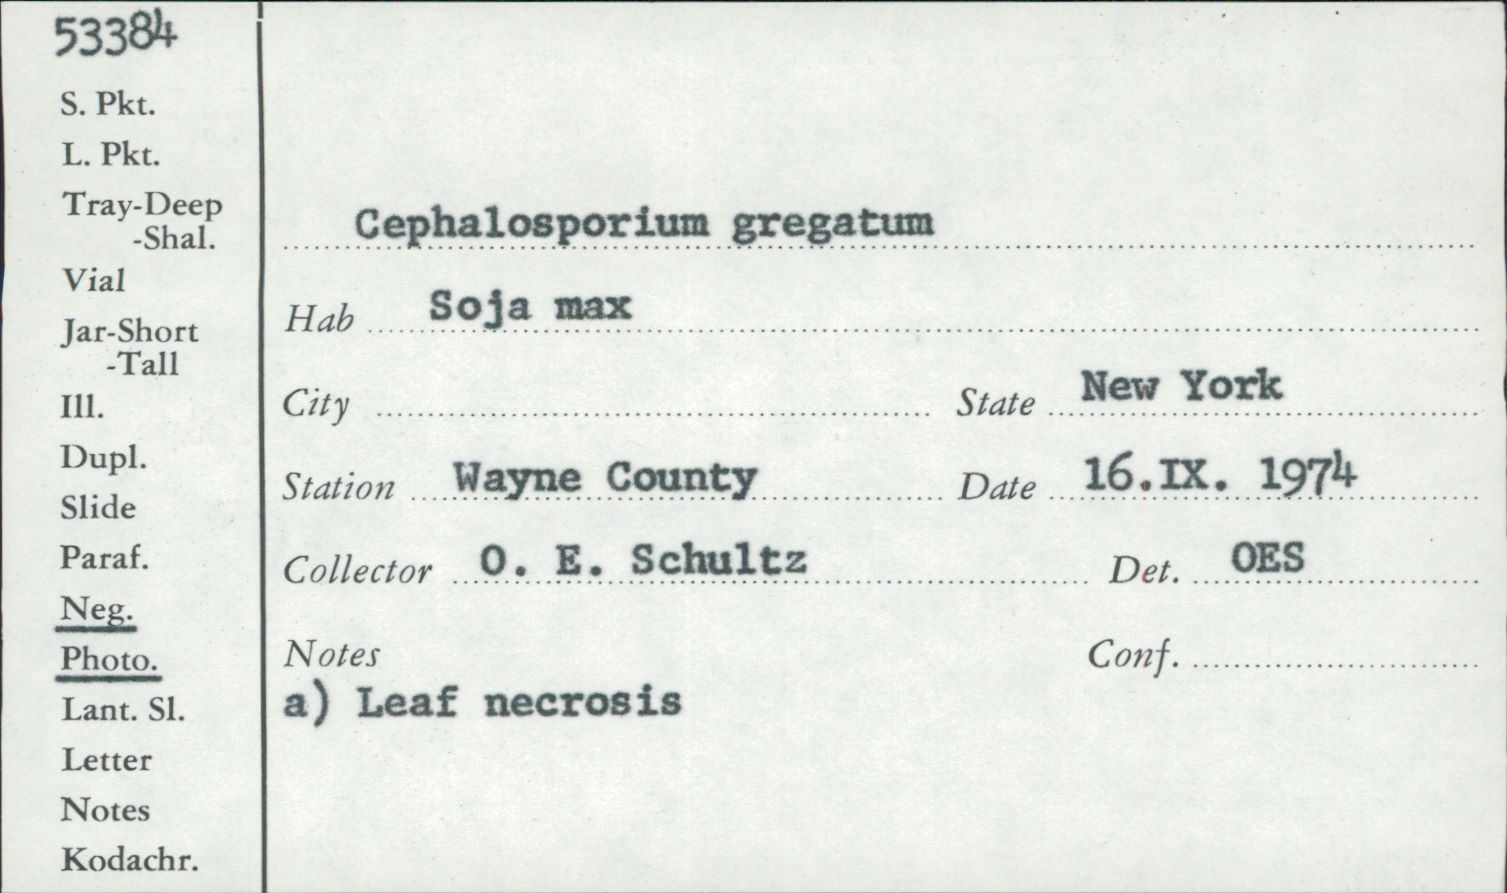 53384
S. Pkt.
L. Pkt.
Tray-Deep
-Shal.
Vial
Jar-Short
-Tall
Ill.
Dupl.
Slide
Paraf.
Neg.
Photo.
Lant. Sl.
Letter
Notes
Kodachr.
Cephalosporium gregatum
Hab Soja max
City State New York
Station Wayne County Date 16.IX. 1974
Collector O. E. Schultz Det. OES
Notes Conf.
a) Leaf necrosis